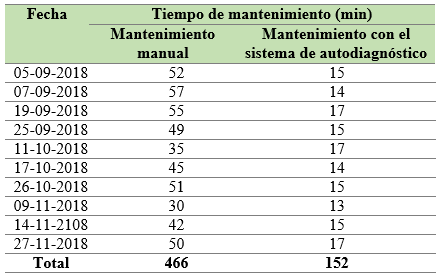 Fecha Tiempo de mantenimiento (min)
Mantenimiento manual Mantenimiento con el sistema de autodiagnóstico
05-09-2018 52 15
07-09-2018 57 14
19-09-2018 55 17
25-09-2018 49 15
11-10-2018 35 17
17-10-2018 45 14
26-10-2018 51 15
09-11-2018 30 13
14-11-2108 42 15
27-11-2018 50 17
Total 466 152